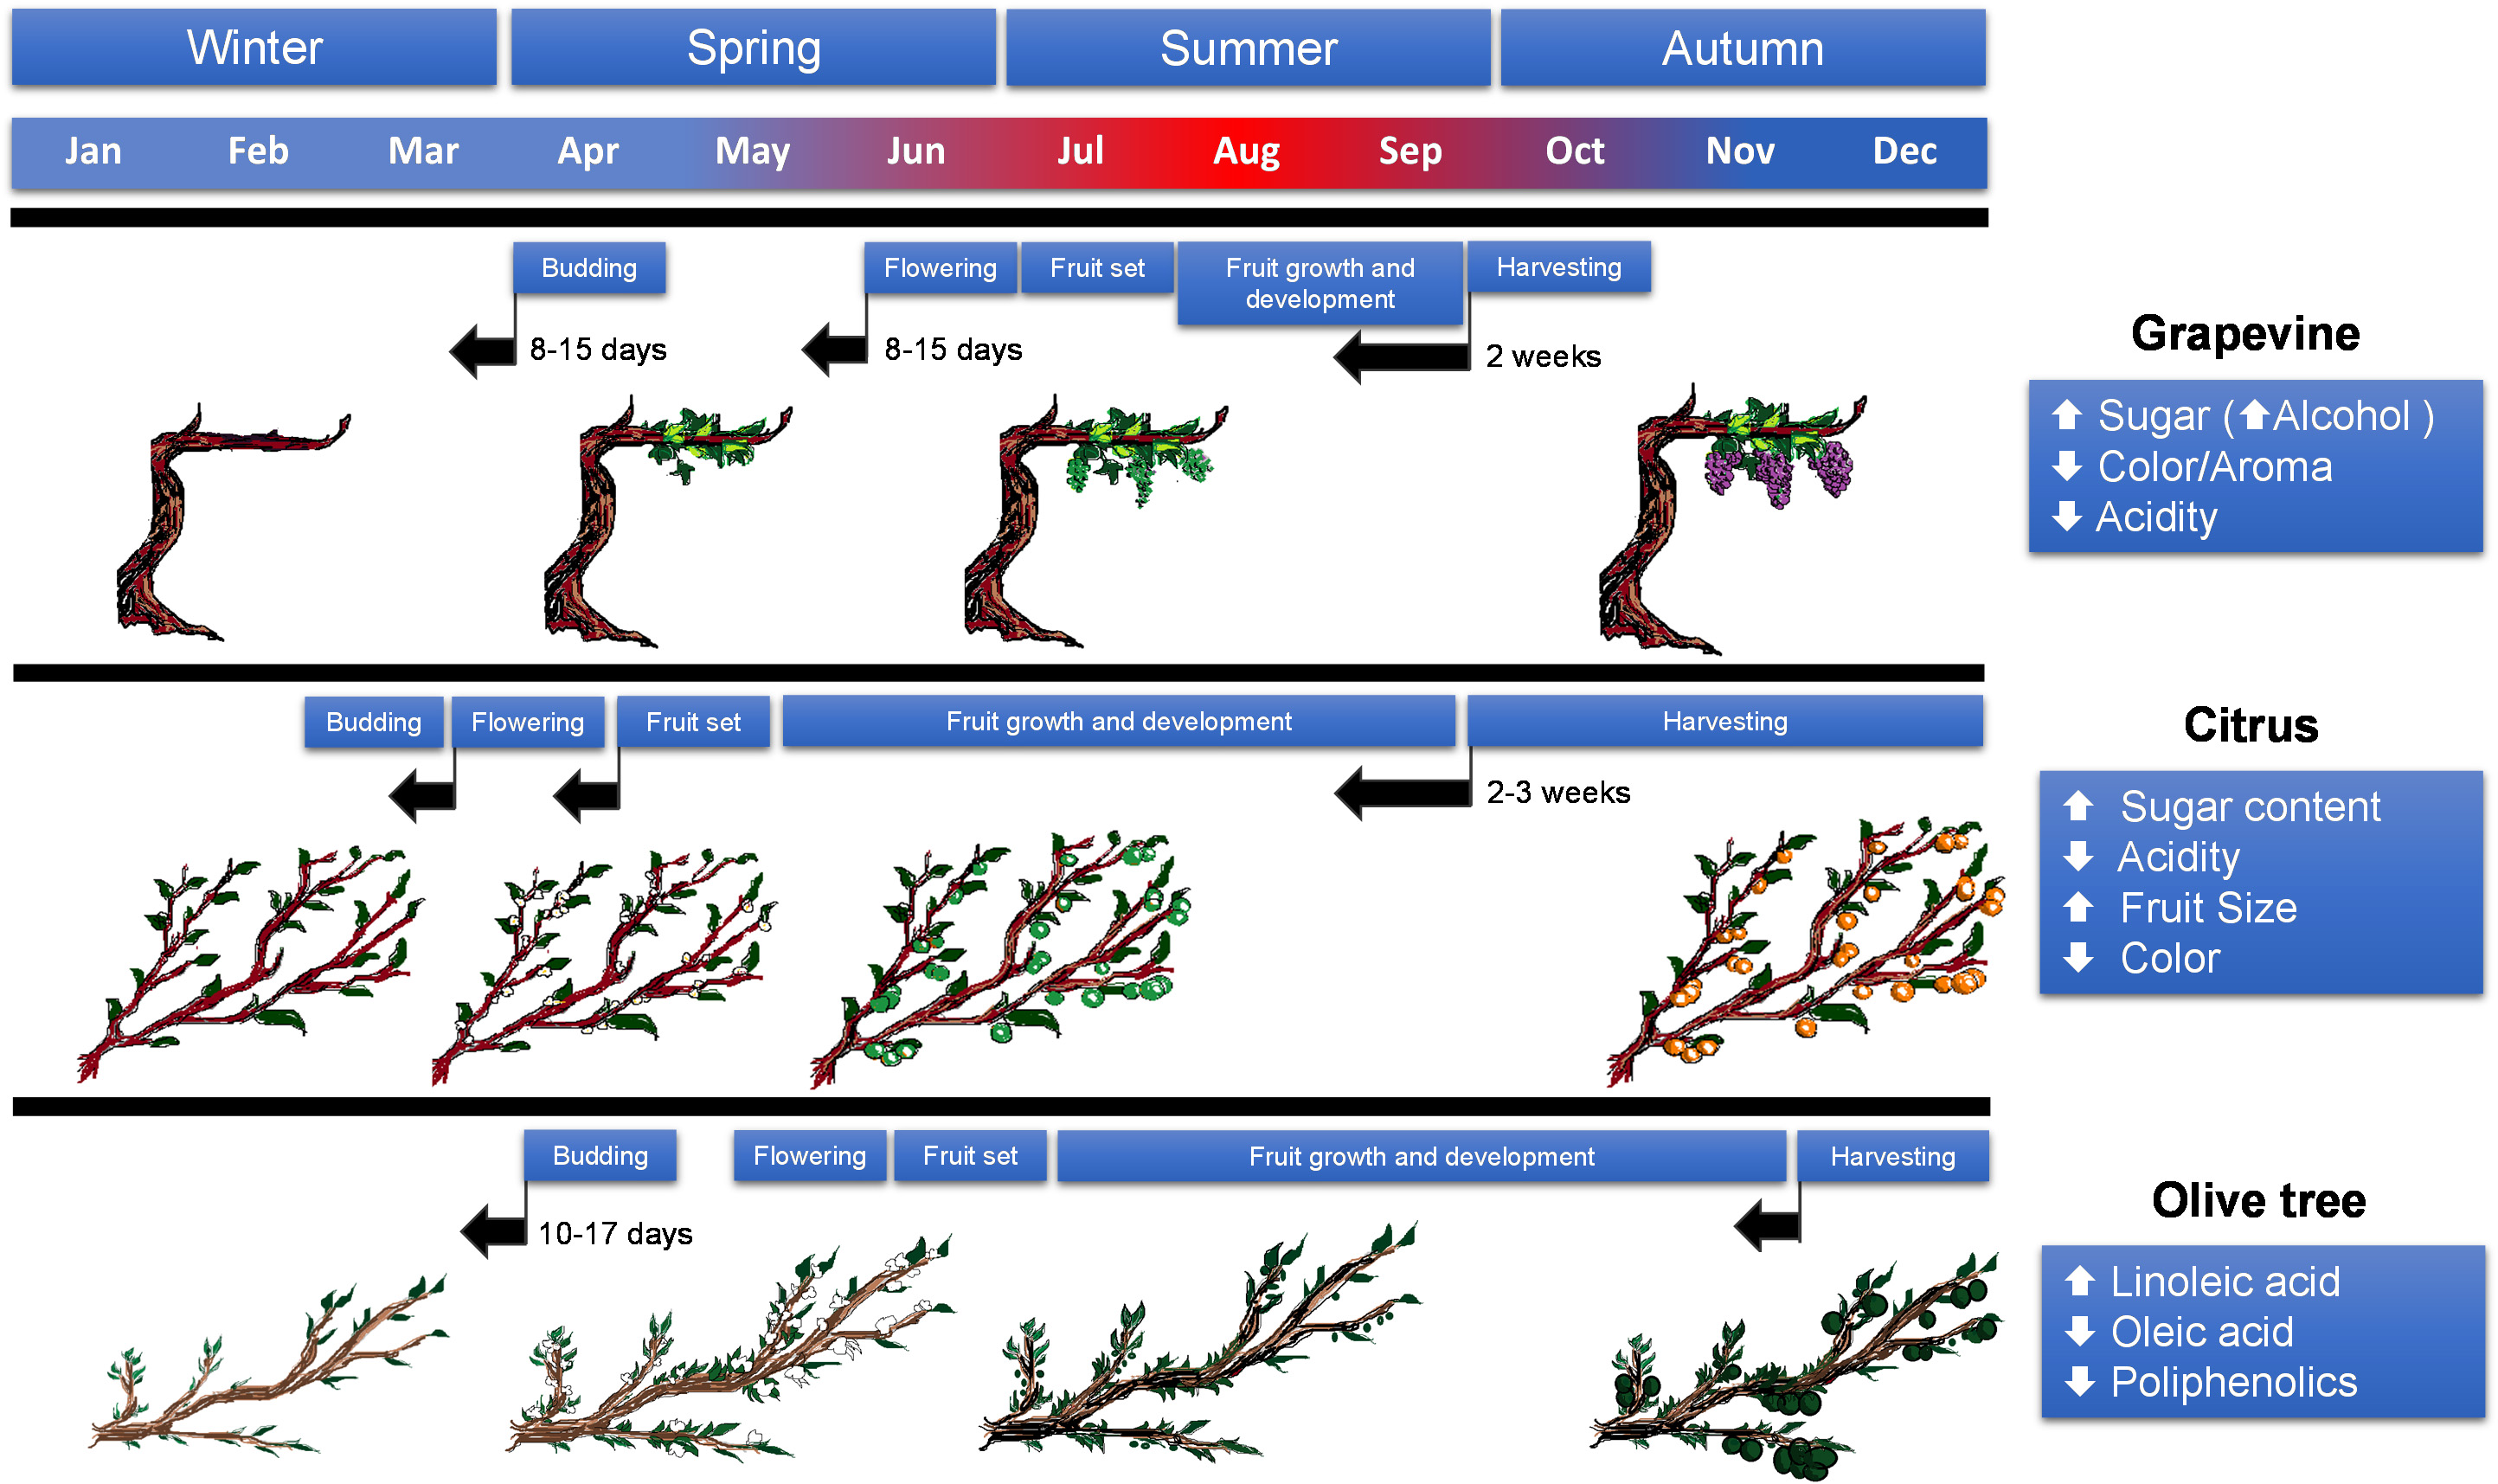 Winter Spring Summer Autumn
Jan Feb Mar Apr May Jun Jul Aug Sep Oct Nov Dec
Budding Flowering Fruit set Fruit growth and
development Harvesting
8-15 days 8-15 days 2 weeks
Grapevine
Sugar ( Alcohol )
Color/Aroma
Acidity
Budding Flowering Fruit set Fruit growth and development Harvesting
2-3 weeks
Citrus
Sugar content
Acidity
Fruit Size
Color
Budding Flowering Fruit set Fruit growth and development Harvesting
10-17 days
Olive tree
Linoleic acid
Oleic acid
Poliphenolics